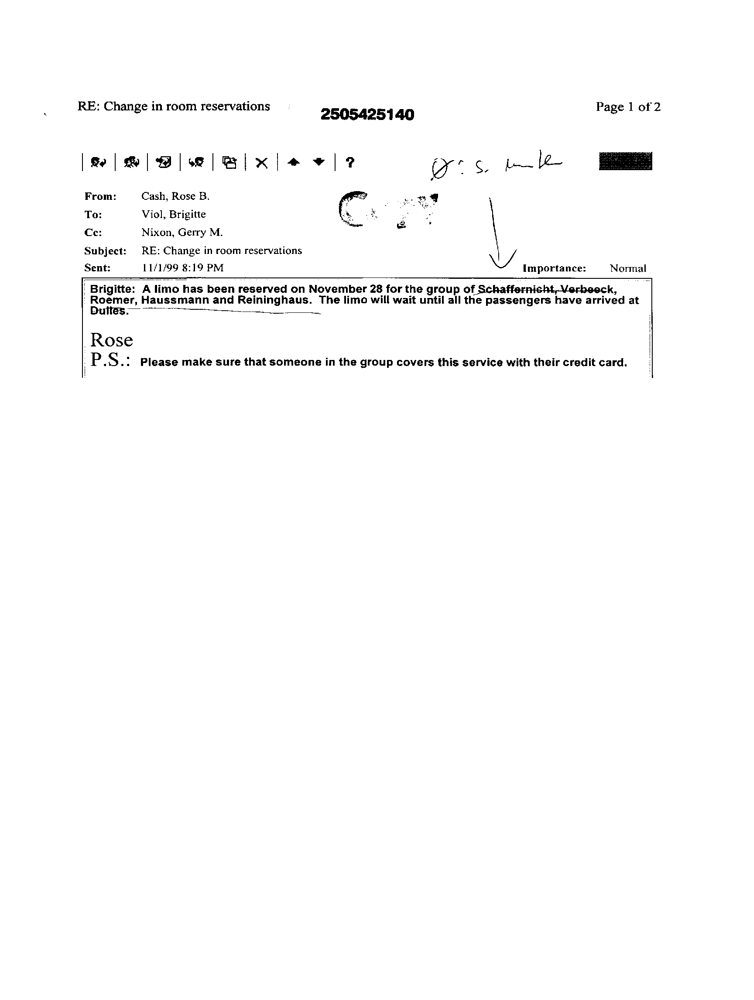 RE: Change in room reservations
2505425140
Page 1 of 2
?
From: Cash, Rose B.
To: Viol, Brigitte
Cc: Nixon, Gerry M.
Subject: RE: Change in room reservations
Sent: 11/1/99 8:19 PM
Importance: Normal
Brigitte: A limo has been reserved on November 28 for the group of Schaffernicht, Verbeeck,
Roemer, Haussmann and Reininghaus. The limo will wait until all the passengers have arrived at
Dulles.
Rose
P.S.: Please make sure that someone in the group covers this service with their credit card.